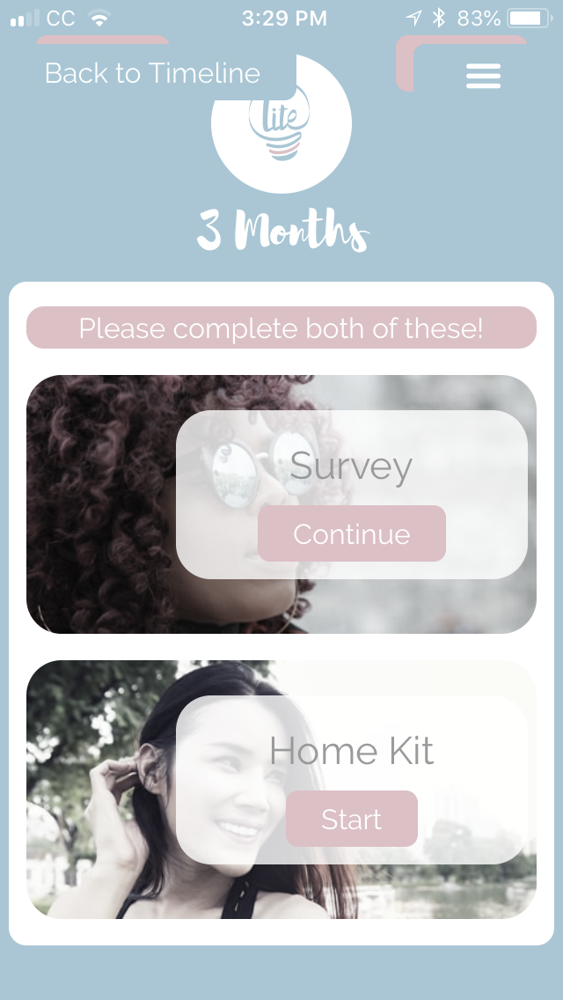 CC 3:29 PM 83%
Back to Timeline
Lite
3 Months
Please complete both of these!
Survey
Continue
Home Kit
Start